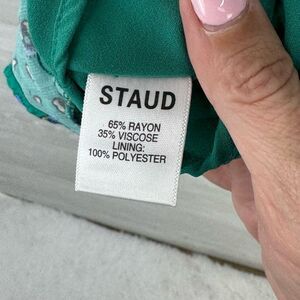 STAUD
65% RAYON
35% VISCOSE
LINING:
100% POLYESTER